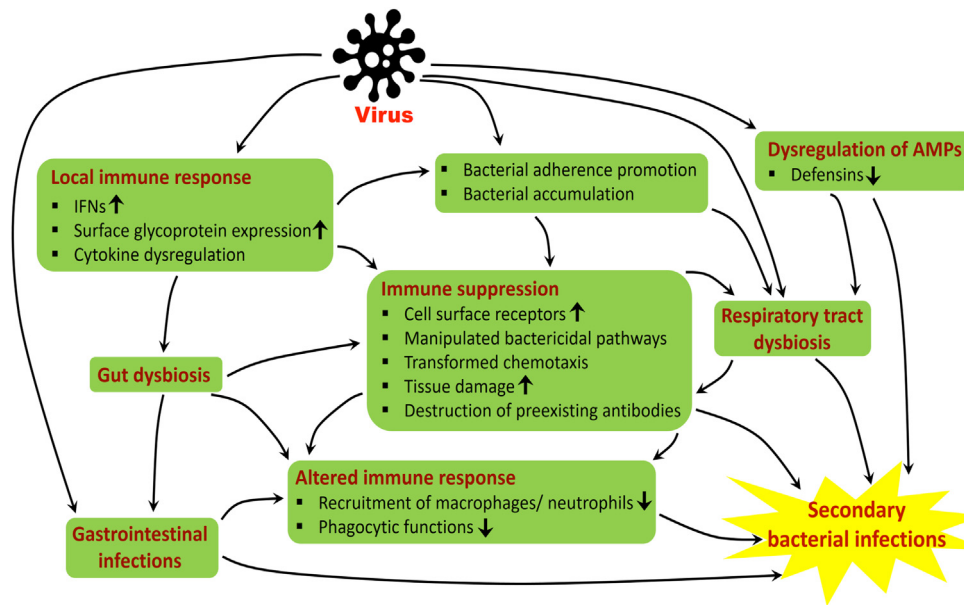 Virus
Local immune response
▪ IFNs ↑
▪ Surface glycoprotein expression ↑
▪ Cytokine dysregulation
▪ Bacterial adherence promotion
▪ Bacterial accumulation
Dysregulation of AMPs
▪ Defensins ↓
Immune suppression
▪ Cell surface receptors ↑
▪ Manipulated bactericidal pathways
▪ Transformed chemotaxis
▪ Tissue damage ↑
▪ Destruction of preexisting antibodies
Respiratory tract
dysbiosis
Gut dysbiosis
Altered immune response
▪ Recruitment of macrophages/ neutrophils ↓
▪ Phagocytic functions ↓
Gastrointestinal
infections
Secondary
bacterial infections